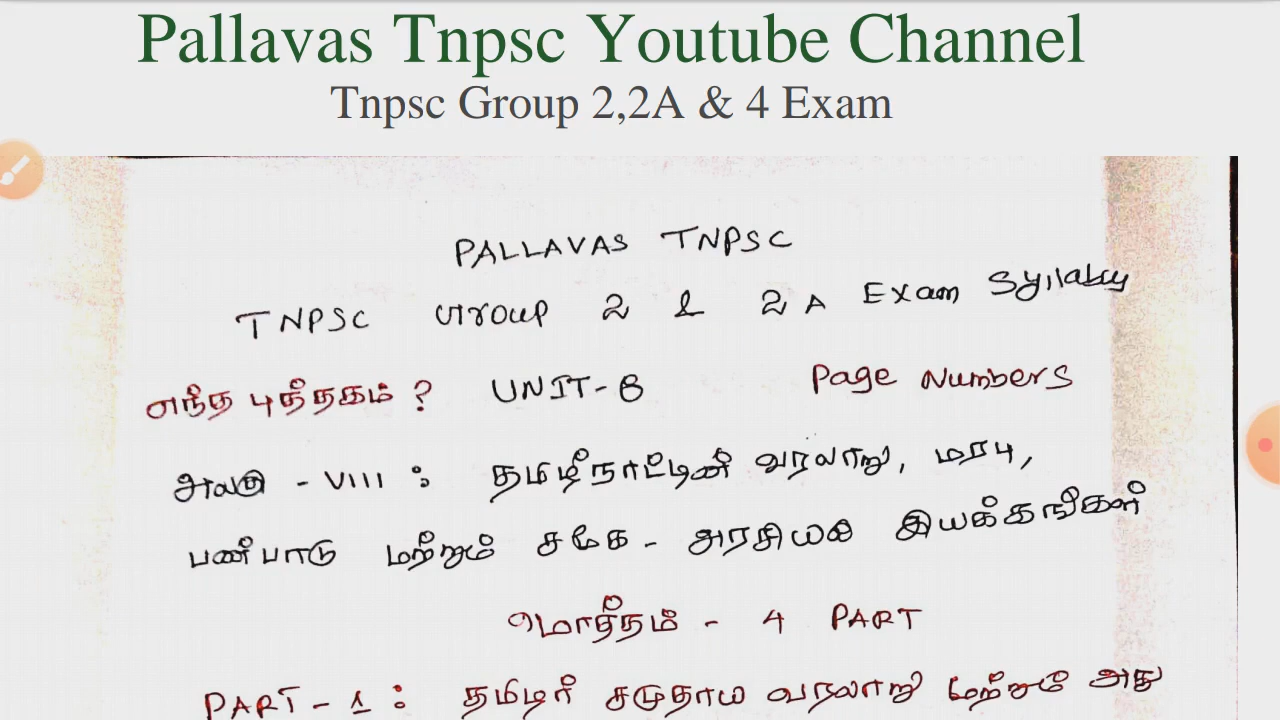 Pallavas Tnpsc Youtube Channel
Tnpsc Group 2,2A & 4 Exam
PALLAVAS TNPSC
TNPSC Group 2 & 2A Exam Syllabus
எந்த புத்தகம் ? UNIT-8 Page Numbers
அலகு - VIII : தமிழ்நாட்டின் வரலாறு, மரபு,
பண்பாடு மற்றும் சமூக - அரசியல் இயக்கங்கள்
மொத்தம் - 4 PART
PART-1 : தமிழர் சமுதாய வரலாறு மற்றும் அது